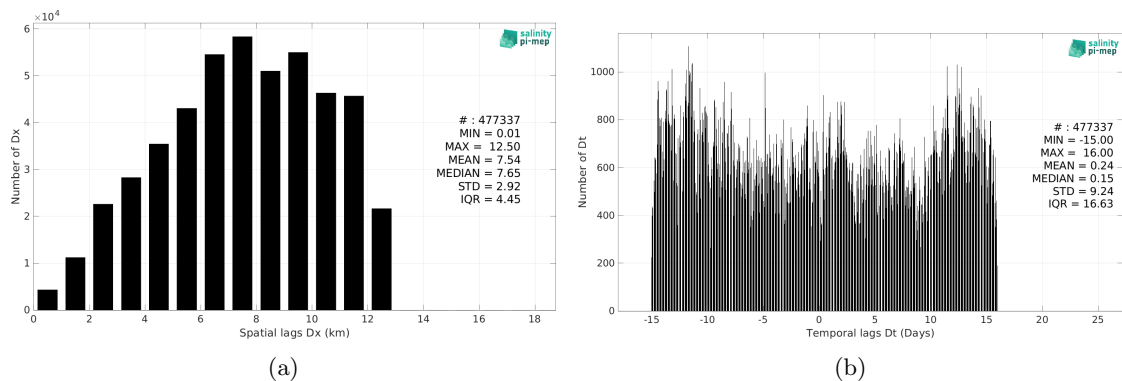 ×10⁴
6
5
4
3
2
1
0
Number of Dx
0 2 4 6 8 10 12 14 16 18
Spatial lags Dx (km)
salinity
pi-mep
# : 477337
MIN = 0.01
MAX = 12.50
MEAN = 7.54
MEDIAN = 7.65
STD = 2.92
IQR = 4.45
(a)
1000
800
600
400
200
0
Number of Dt
-15 -10 -5 0 5 10 15 20 25
Temporal lags Dt (Days)
salinity
pi-mep
# : 477337
MIN = -15.00
MAX = 16.00
MEAN = 0.24
MEDIAN = 0.15
STD = 9.24
IQR = 16.63
(b)